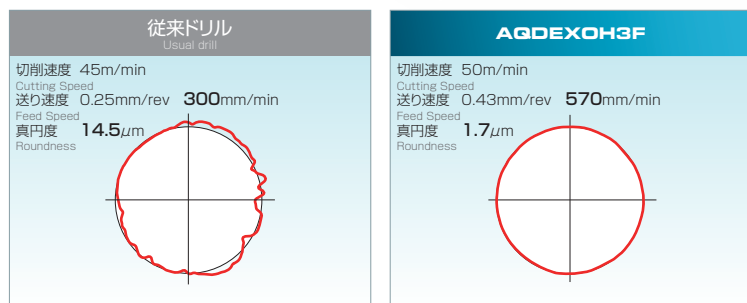 従来ドリル
Usual drill
切削速度 45m/min
Cutting Speed
送り速度 0.25mm/rev 300mm/min
Feed Speed
真円度 14.5μm
Roundness
AQDEXOH3F
切削速度 50m/min
Cutting Speed
送り速度 0.43mm/rev 570mm/min
Feed Speed
真円度 1.7μm
Roundness